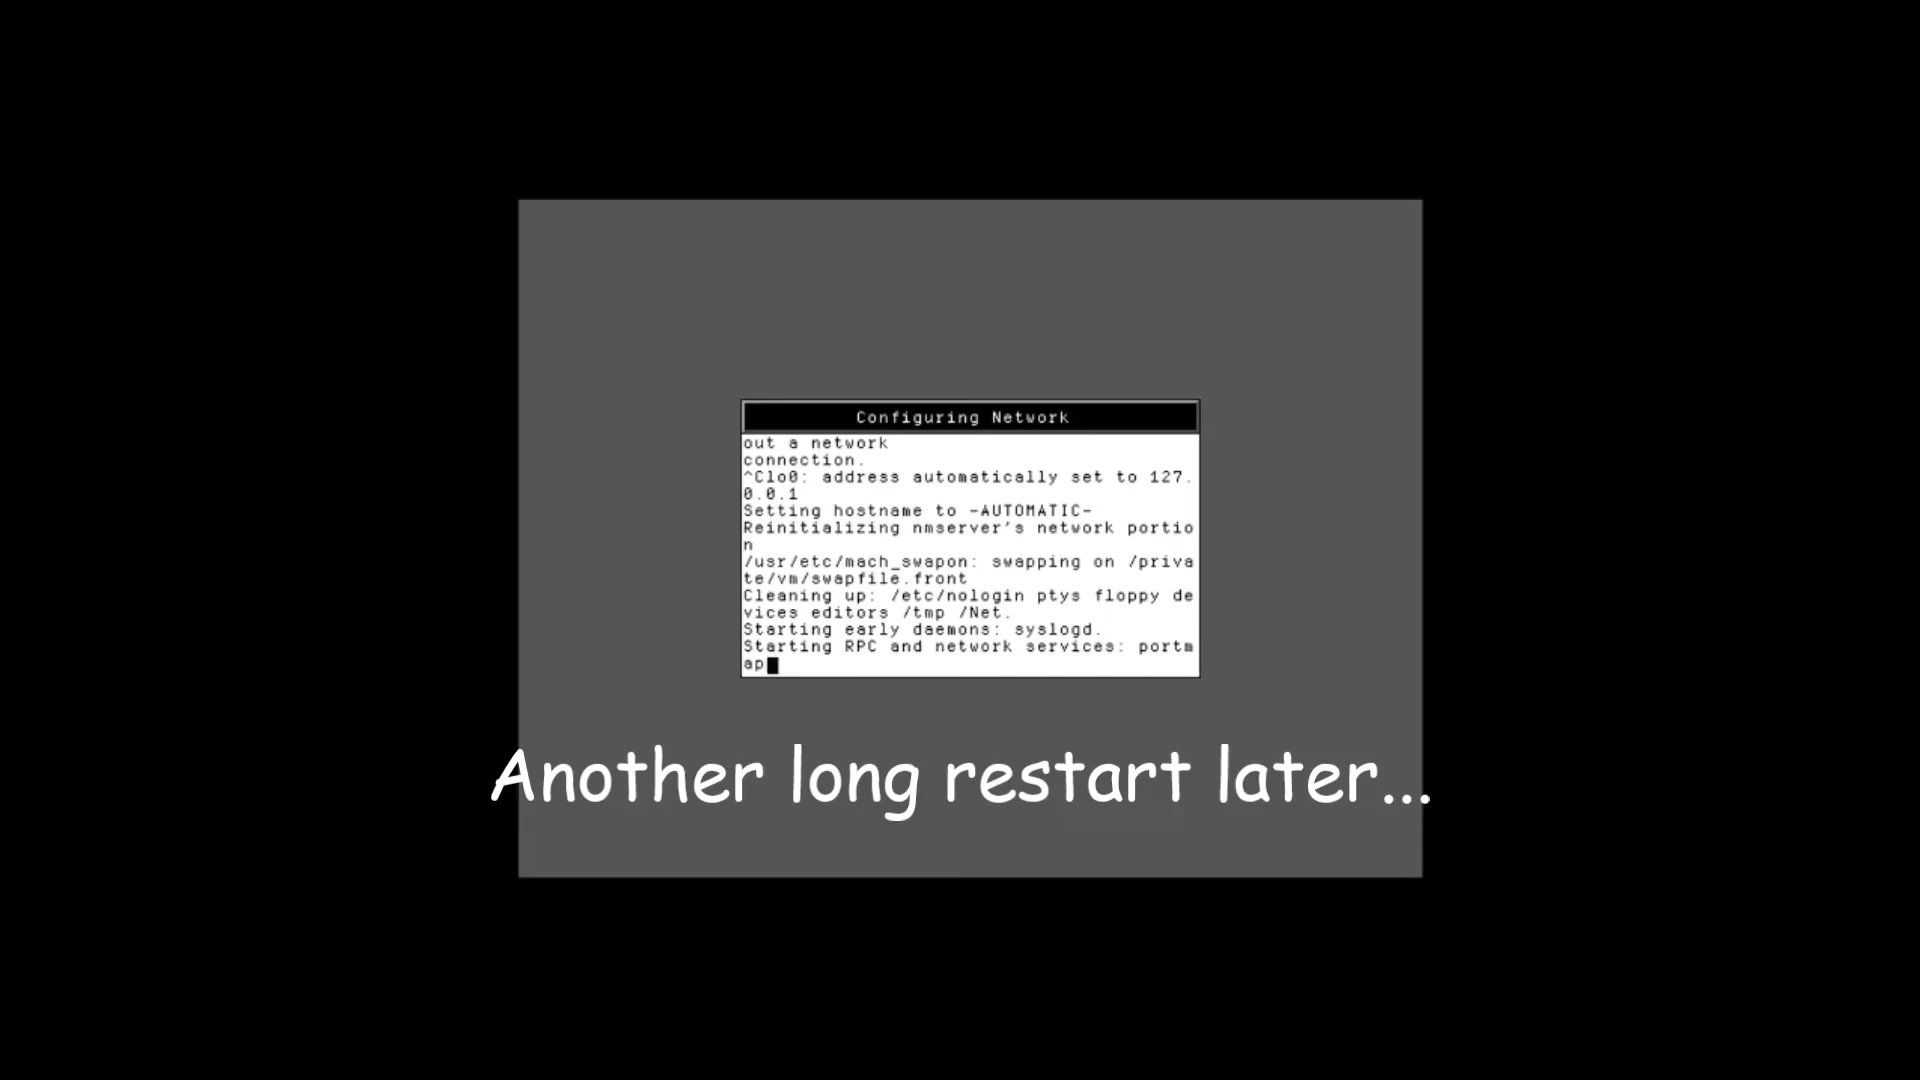 Configuring Network
out a network
connection.
^Clo0: address automatically set to 127.
0.0.1
Setting hostname to -AUTOMATIC-
Reinitializing nmserver's network portio
n
/usr/etc/mach_swapon: swapping on /priva
te/vm/swapfile.front
Cleaning up: /etc/nologin ptys floppy de
vices editors /tmp /Net.
Starting early daemons: syslogd.
Starting RPC and network services: portm
ap
Another long restart later...